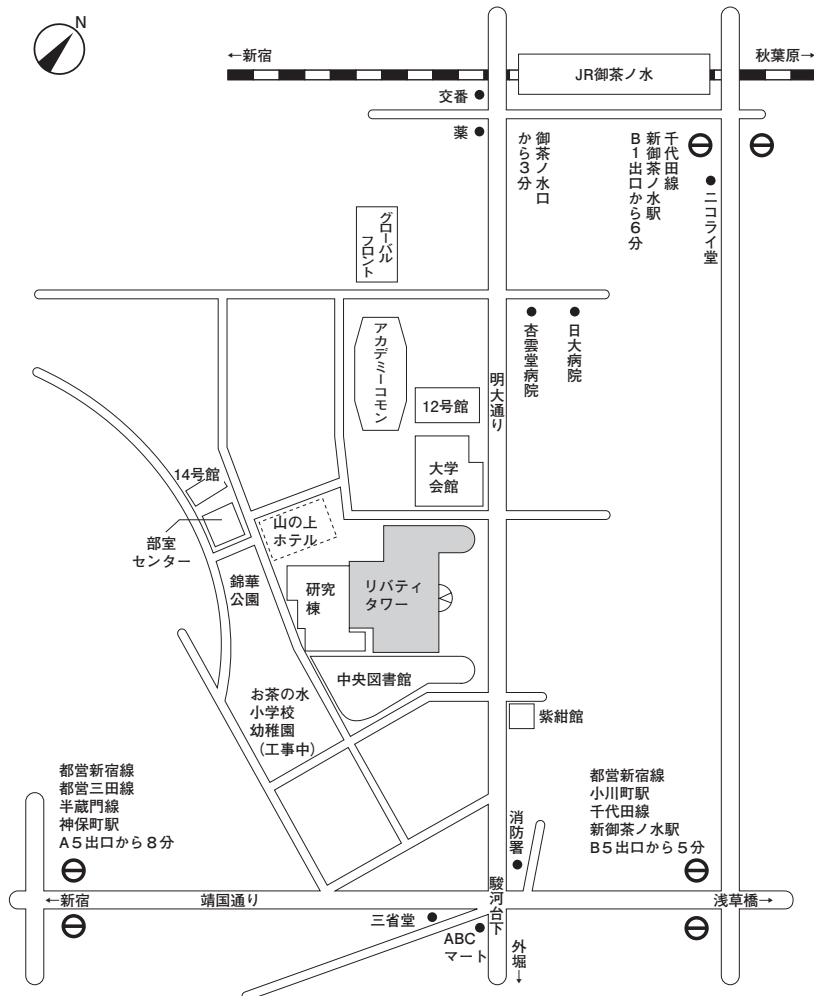 N
←新宿
秋葉原→
JR御茶ノ水
交番
薬
御茶ノ水口
から3分
千代田線
新御茶ノ水駅
B1出口から6分
ニコライ堂
グローバル
フロント
アカデミーコモン
明大通り
杏雲堂病院
日大病院
12号館
大学
会館
14号館
部室
センター
山の上
ホテル
錦華
公園
研究
棟
リバティ
タワー
中央図書館
お茶の水
小学校
幼稚園
(工事中)
紫紺館
都営新宿線
都営三田線
半蔵門線
神保町駅
A5出口から8分
都営新宿線
小川町駅
千代田線
新御茶ノ水駅
B5出口から5分
消防署
←新宿
靖国通り
駿河台下
浅草橋→
三省堂
ABC
マート
外堀→